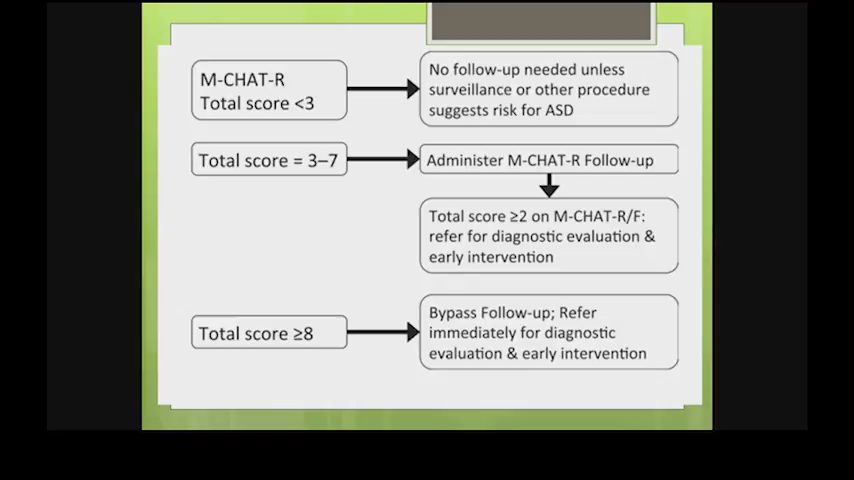 M-CHAT-R
Total score <3
No follow-up needed unless
surveillance or other procedure
suggests risk for ASD
Total score = 3–7
Administer M-CHAT-R Follow-up
Total score ≥2 on M-CHAT-R/F:
refer for diagnostic evaluation &
early intervention
Total score ≥8
Bypass Follow-up; Refer
immediately for diagnostic
evaluation & early intervention